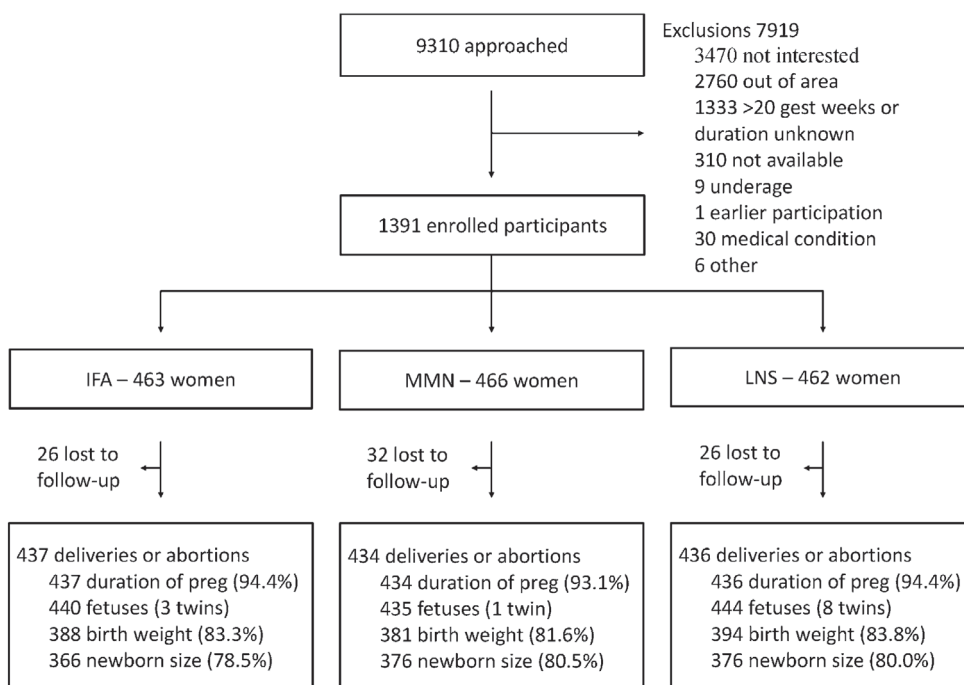 9310 approached
Exclusions 7919
3470 not interested
2760 out of area
1333 >20 gest weeks or
duration unknown
310 not available
9 underage
1 earlier participation
30 medical condition
6 other
1391 enrolled participants
IFA – 463 women
MMN – 466 women
LNS – 462 women
26 lost to
follow-up
32 lost to
follow-up
26 lost to
follow-up
437 deliveries or abortions
437 duration of preg (94.4%)
440 fetuses (3 twins)
388 birth weight (83.3%)
366 newborn size (78.5%)
434 deliveries or abortions
434 duration of preg (93.1%)
435 fetuses (1 twin)
381 birth weight (81.6%)
376 newborn size (80.5%)
436 deliveries or abortions
436 duration of preg (94.4%)
444 fetuses (8 twins)
394 birth weight (83.8%)
376 newborn size (80.0%)